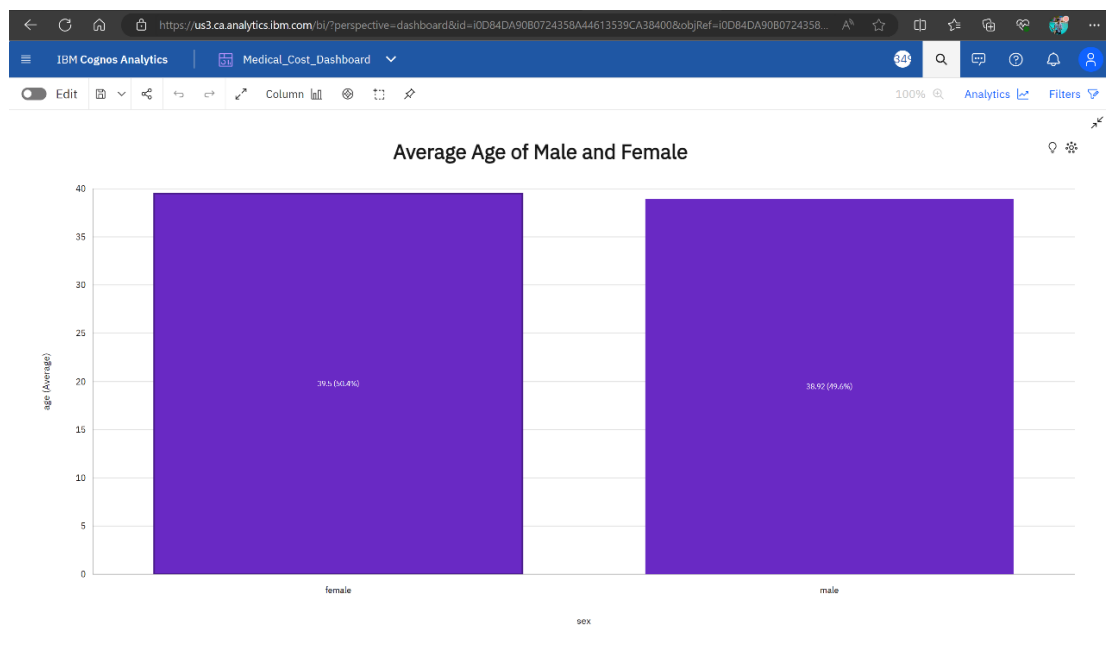 https://us3.ca.analytics.ibm.com/bi/?perspective=dashboard&id=i0D84DA90B0724358A44613539CA38400&objRef=i0D84DA90B0724358...
IBM Cognos Analytics
Medical_Cost_Dashboard
Edit
Column
100%
Analytics
Filters
Average Age of Male and Female
40
35
30
25
20
15
10
5
0
age (Average)
39.5 (50.4%)
38.92 (49.6%)
female
male
sex